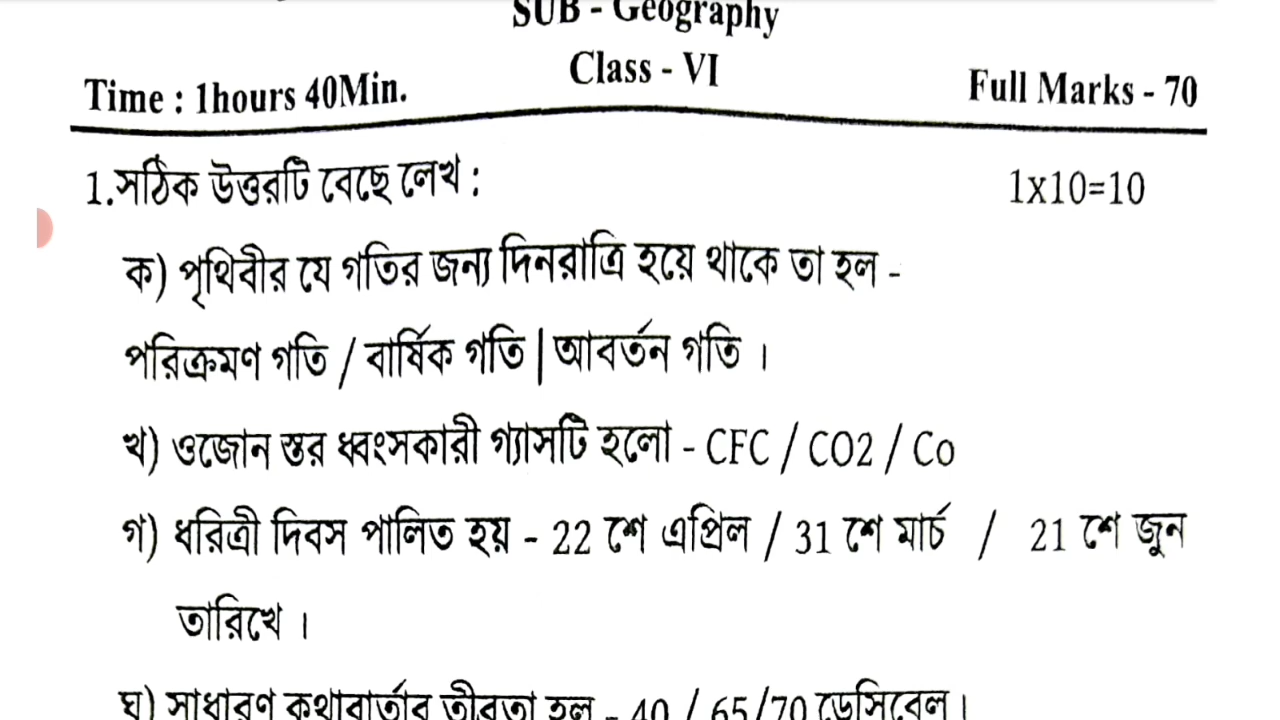 SUB - Geography
Class - VI
Time : 1hours 40Min.
Full Marks - 70
1.সঠিক উত্তরটি বেছে লেখ :
1x10=10
ক) পৃথিবীর যে গতির জন্য দিনরাত্রি হয়ে থাকে তা হল -
পরিক্রমণ গতি / বার্ষিক গতি | আবর্তন গতি ।
খ) ওজোন স্তর ধ্বংসকারী গ্যাসটি হলো - CFC / CO2 / Co
গ) ধরিত্রী দিবস পালিত হয় - 22 শে এপ্রিল / 31 শে মার্চ / 21 শে জুন
তারিখে ।
ঘ) সাধারণ কথাবার্তার তীব্রতা হল - 40 / 65/70 ডেসিবেল।